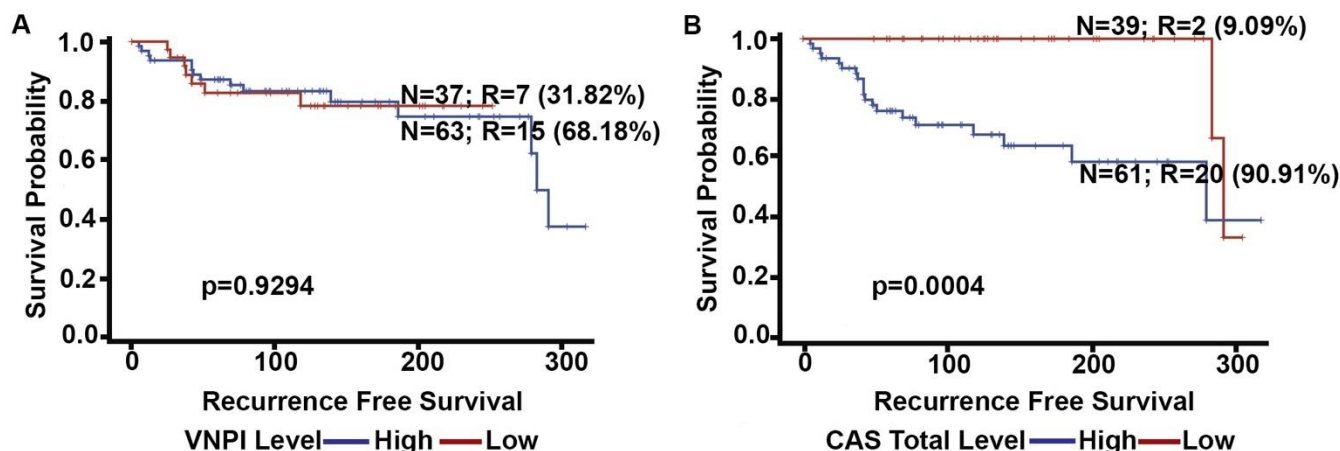 A
Survival Probability
1.0
0.8
0.6
0.4
0.2
0.0
N=37; R=7 (31.82%)
N=63; R=15 (68.18%)
p=0.9294
0 100 200 300
Recurrence Free Survival
VNPI Level High Low
B
Survival Probability
1.0
0.8
0.6
0.4
0.2
0.0
N=39; R=2 (9.09%)
N=61; R=20 (90.91%)
p=0.0004
0 100 200 300
Recurrence Free Survival
CAS Total Level High Low